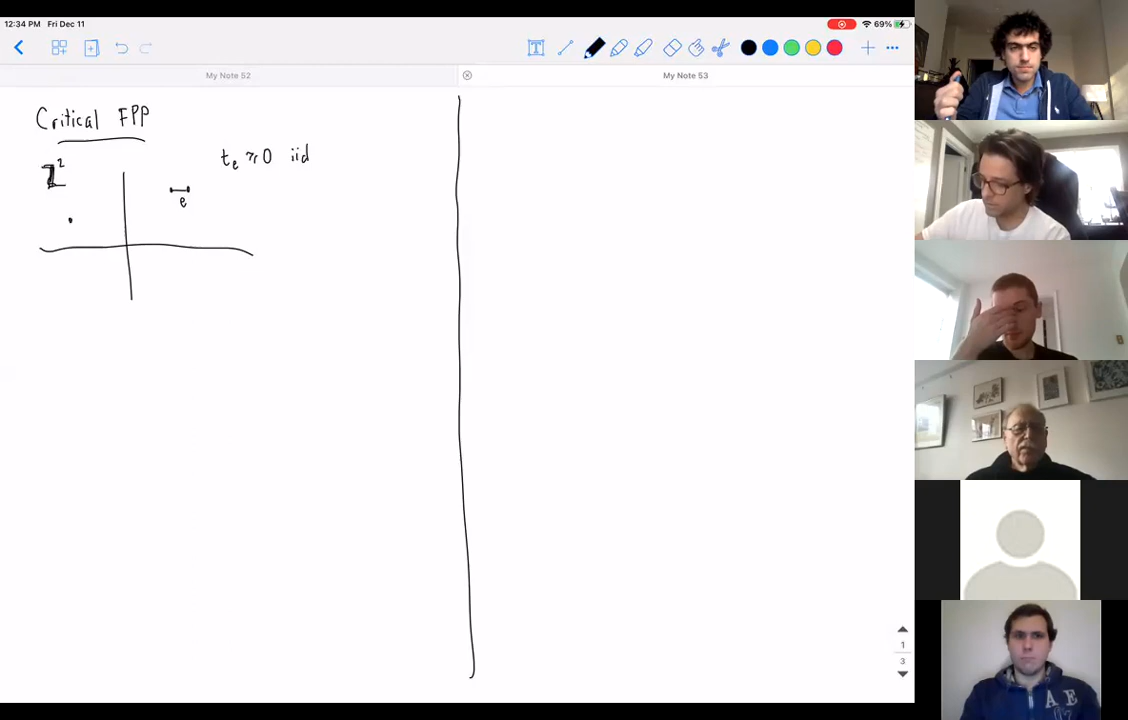 12:34 PM Fri Dec 11
69%
My Note 52
My Note 53
Critical FPP
ℤ²
tₑ ≥ 0 iid
e
1
3
A E